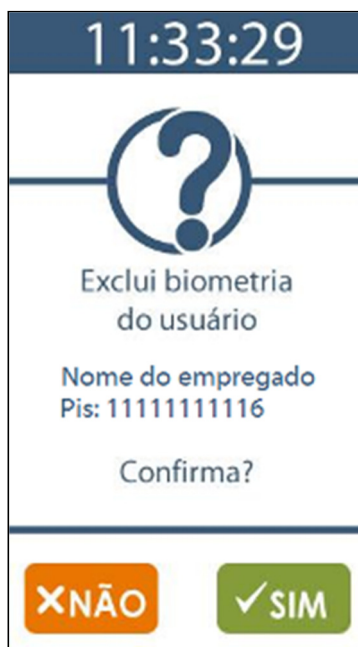 11:33:29
?
Exclui biometria
do usuário
Nome do empregado
Pis: 11111111116
Confirma?
NÃO
SIM